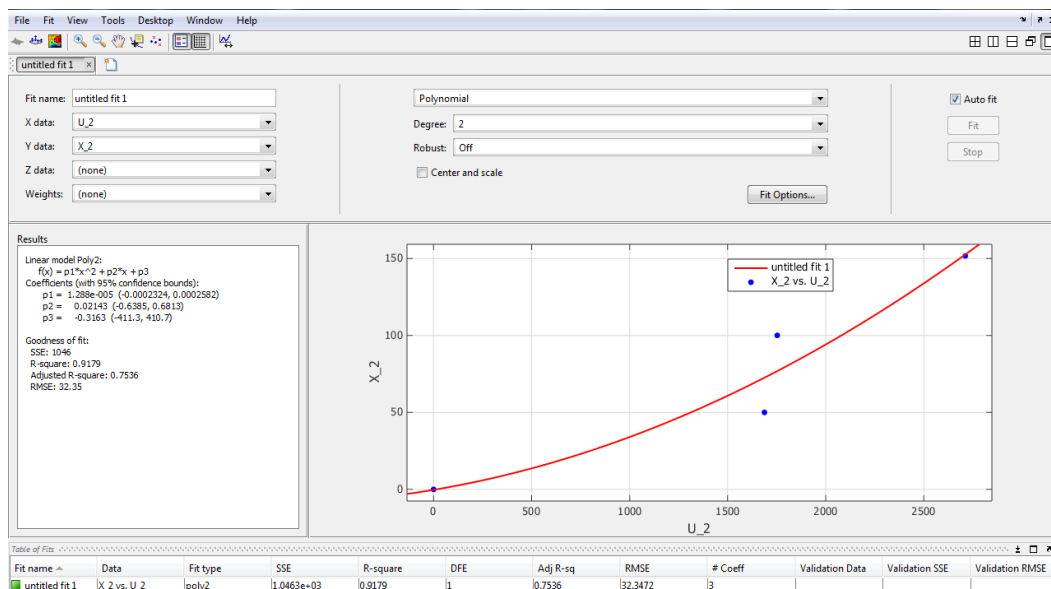 File Fit View Tools Desktop Window Help
untitled fit 1 ×
Fit name: untitled fit 1
X data: U_2
Y data: X_2
Z data: (none)
Weights: (none)
Polynomial
Degree: 2
Robust: Off
Center and scale
Fit Options...
Auto fit
Fit
Stop
Results
Linear model Poly2:
f(x) = p1*x^2 + p2*x + p3
Coefficients (with 95% confidence bounds):
p1 = 1.288e-005 (-0.0002324, 0.0002582)
p2 = 0.02143 (-0.6385, 0.6813)
p3 = -0.3163 (-411.3, 410.7)
Goodness of fit:
SSE: 1046
R-square: 0.9179
Adjusted R-square: 0.7536
RMSE: 32.35
untitled fit 1
X_2 vs. U_2
150
100
50
0
X_2
0 500 1000 1500 2000 2500
U_2
Table of Fits
Fit name Data Fit type SSE R-square DFE Adj R-sq RMSE # Coeff Validation Data Validation SSE Validation RMSE
untitled fit 1 X_2 vs. U_2 poly2 1.0463e+03 0.9179 1 0.7536 32.3472 3